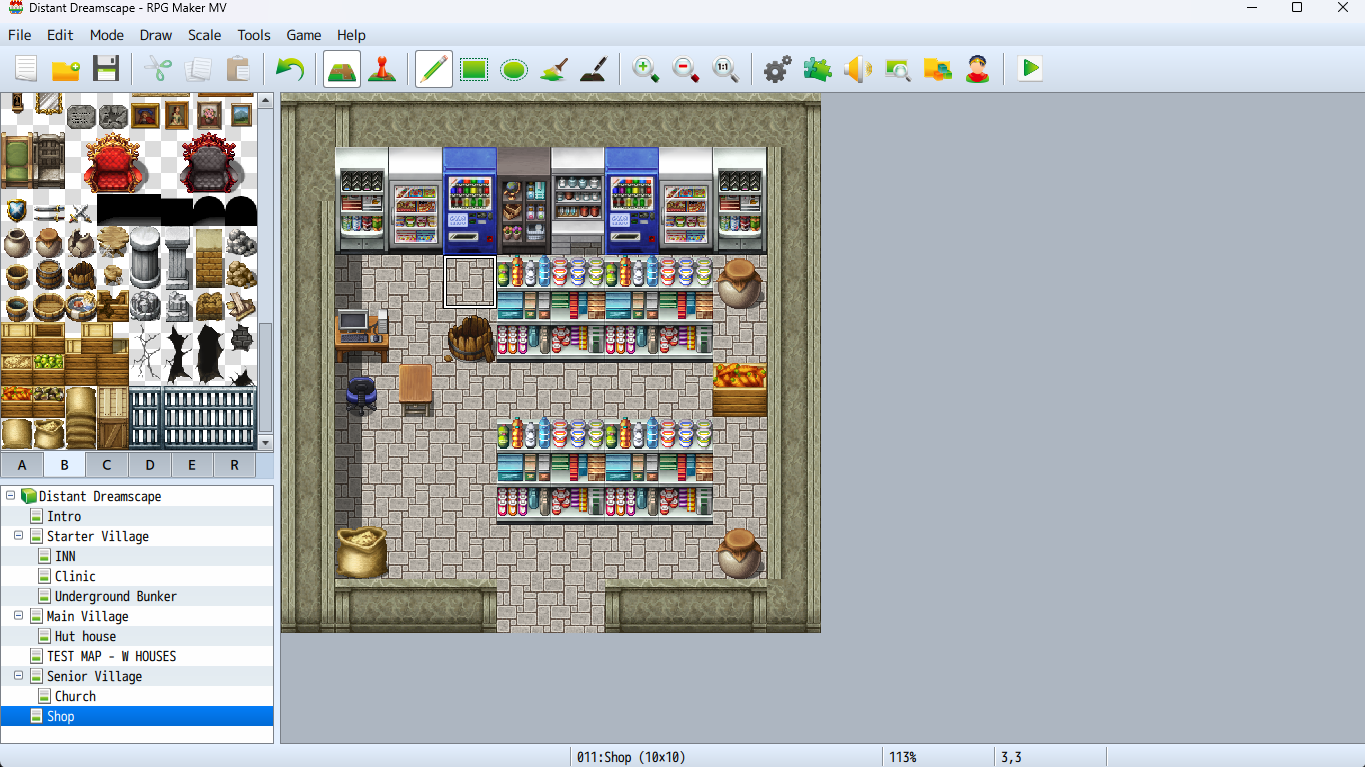 Distant Dreamscape - RPG Maker MV
File Edit Mode Draw Scale Tools Game Help
1:1
A B C D E R
Distant Dreamscape
Intro
Starter Village
INN
Clinic
Underground Bunker
Main Village
Hut house
TEST MAP - W HOUSES
Senior Village
Church
Shop
011:Shop (10x10) 113% 3,3